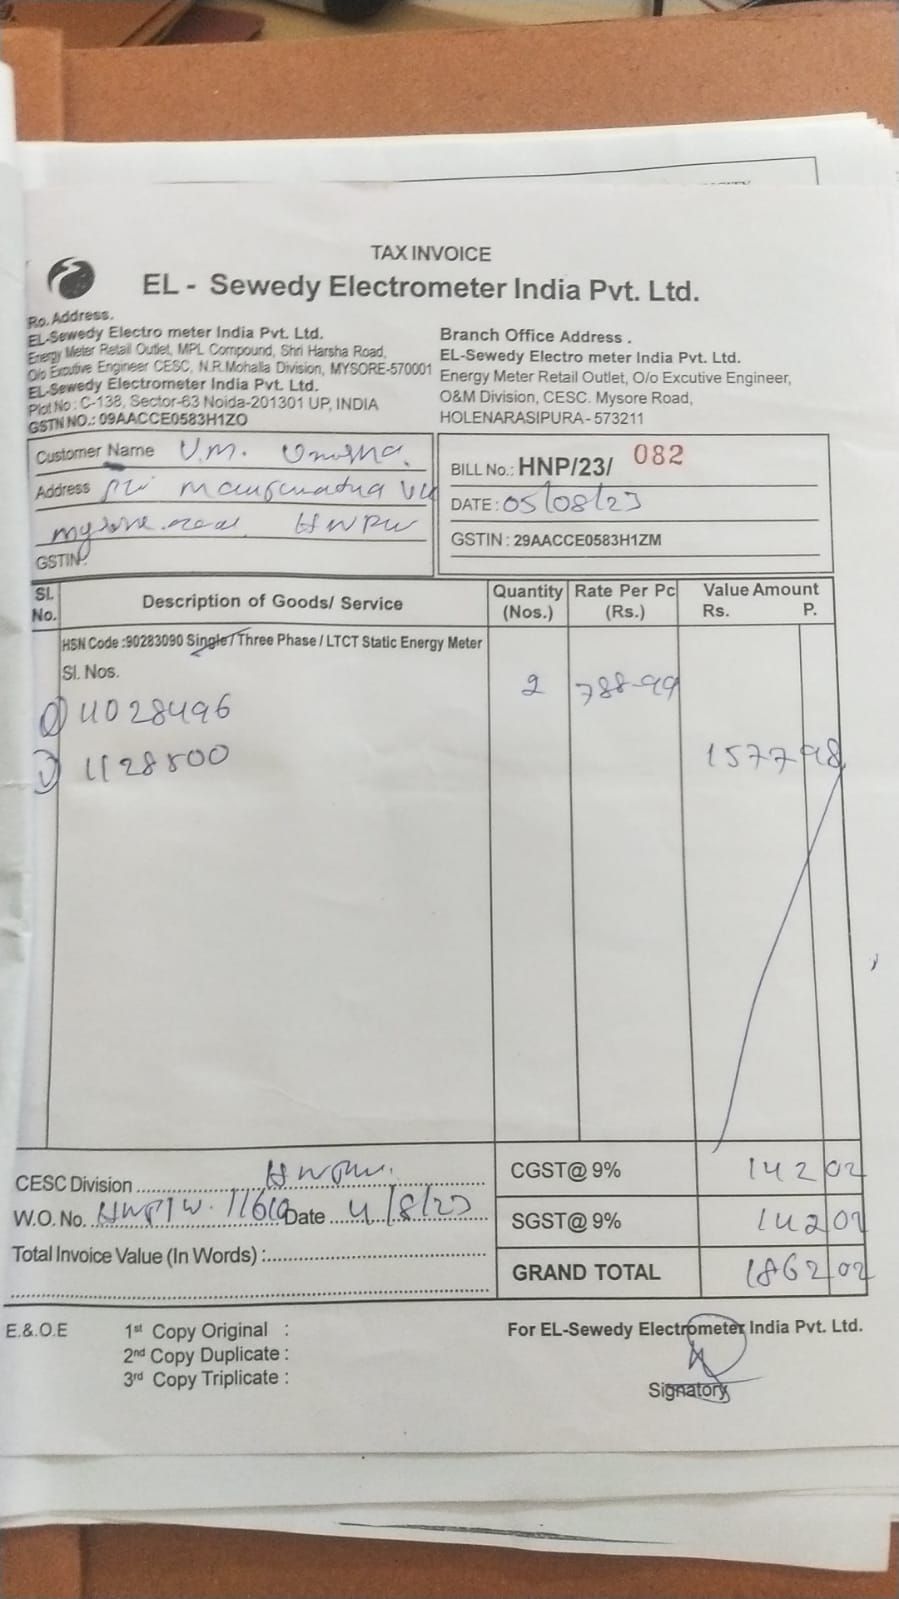 TAX INVOICE
EL - Sewedy Electrometer India Pvt. Ltd.
Ro. Address.
EL-Sewedy Electro meter India Pvt. Ltd.
Energy Meter Retail Outlet, MPL Compound, Shri Harsha Road,
O/o Excutive Engineer CESC, N.R.Mohalla Division, MYSORE-570001
EL-Sewedy Electrometer India Pvt. Ltd.
Plot No : C-138, Sector-63 Noida-201301 UP, INDIA
GSTN NO.: 09AACCE0583H1ZO
Branch Office Address .
EL-Sewedy Electro meter India Pvt. Ltd.
Energy Meter Retail Outlet, O/o Excutive Engineer,
O&M Division, CESC. Mysore Road,
HOLENARASIPURA - 573211
Customer Name V.M.
Address
GSTIN:
BILL No.: HNP/23/ 082
DATE : 05/08/23
GSTIN : 29AACCE0583H1ZM
Sl. No. Description of Goods/ Service Quantity (Nos.) Rate Per Pc (Rs.) Value Amount Rs. P.
HSN Code :90283090 Single / Three Phase / LTCT Static Energy Meter
Sl. Nos. 2 788-99
1577 98
CGST@ 9% 142 02
SGST@ 9% 142 02
GRAND TOTAL 1862 02
CESC Division
W.O. No. Date 4/8/23
Total Invoice Value (In Words) :
E.&.O.E 1st Copy Original :
2nd Copy Duplicate :
3rd Copy Triplicate :
For EL-Sewedy Electrometer India Pvt. Ltd.
Signatory